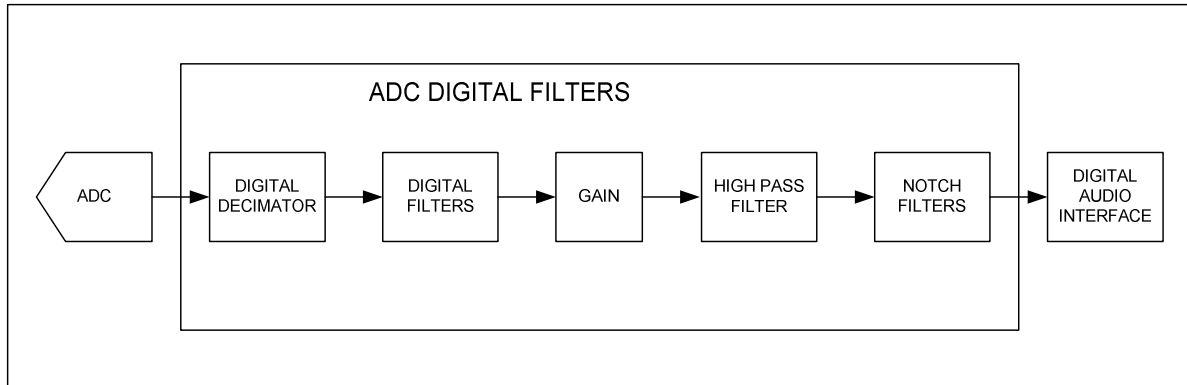 ADC DIGITAL FILTERS
ADC
DIGITAL
DECIMATOR
DIGITAL
FILTERS
GAIN
HIGH PASS
FILTER
NOTCH
FILTERS
DIGITAL
AUDIO
INTERFACE